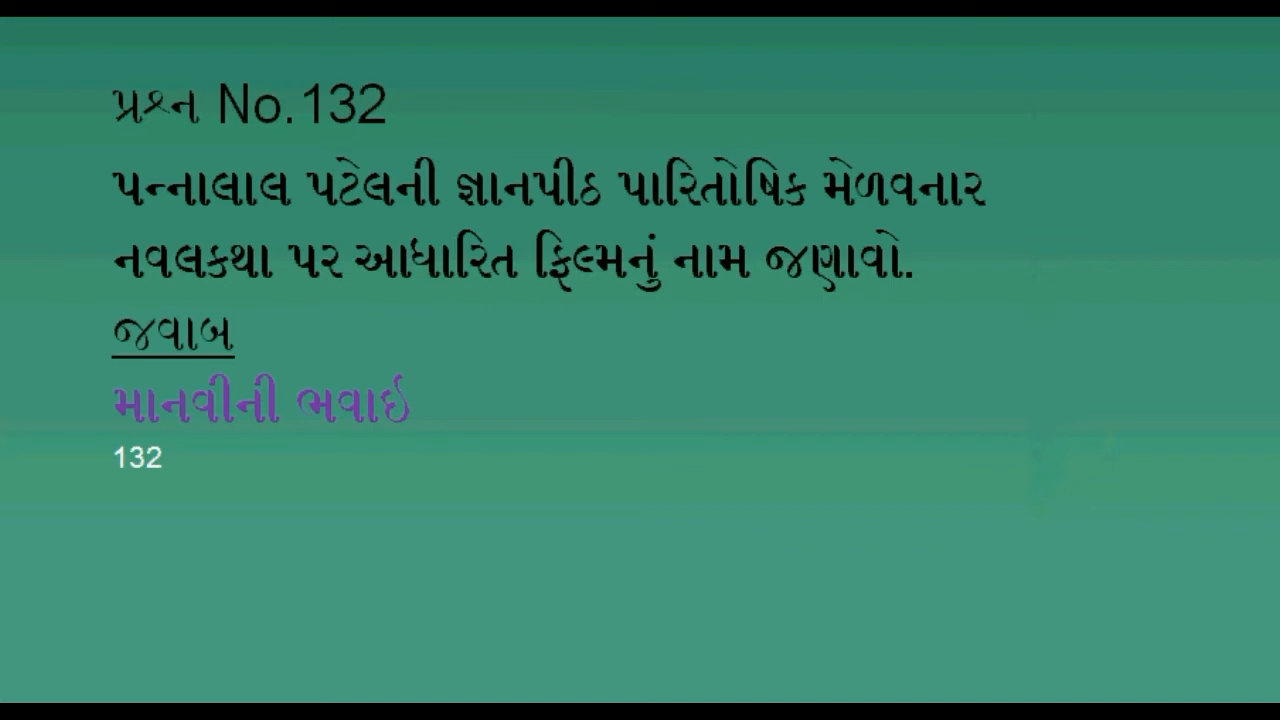 પ્રશ્ન No.132
પન્નાલાલ પટેલની જ્ઞાનપીઠ પારિતોષિક મેળવનાર
નવલકથા પર આધારિત ફિલ્મનું નામ જણાવો.
જવાબ
માનવીની ભવાઈ
132